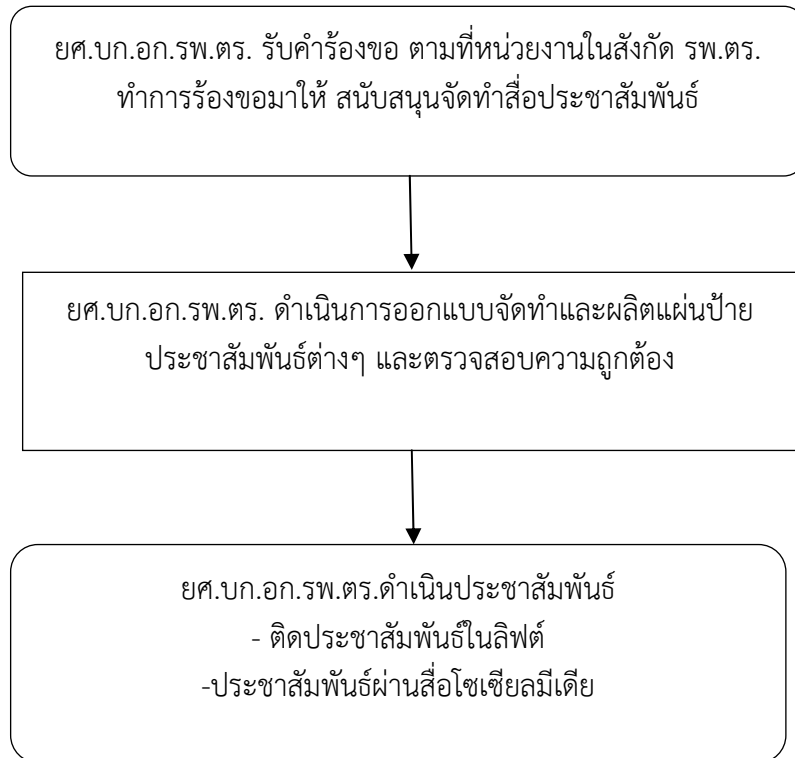 ยศ.บก.อก.รพ.ตร. รับคำร้องขอ ตามที่หน่วยงานในสังกัด รพ.ตร.
ทำการร้องขอมาให้ สนับสนุนจัดทำสื่อประชาสัมพันธ์
ยศ.บก.อก.รพ.ตร. ดำเนินการออกแบบจัดทำและผลิตแผ่นป้าย
ประชาสัมพันธ์ต่างๆ และตรวจสอบความถูกต้อง
ยศ.บก.อก.รพ.ตร.ดำเนินประชาสัมพันธ์
- ติดประชาสัมพันธ์ในลิฟต์
-ประชาสัมพันธ์ผ่านสื่อโซเซียลมีเดีย